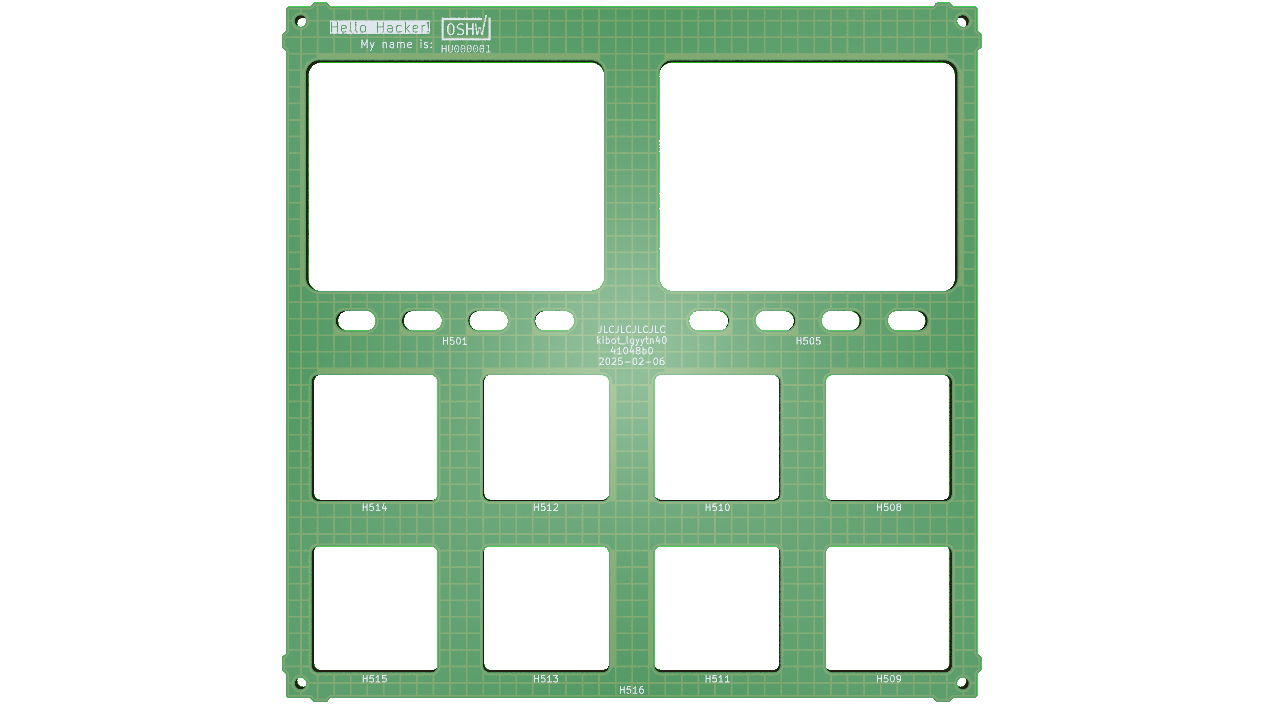 Hello Hacker!
OSHW
My name is:
HU000081
JLCJLCJLCJLC
kibot_lgyytn40
41048b0
2025-02-06
H501
H505
H514
H512
H510
H508
H515
H513
H511
H509
H516